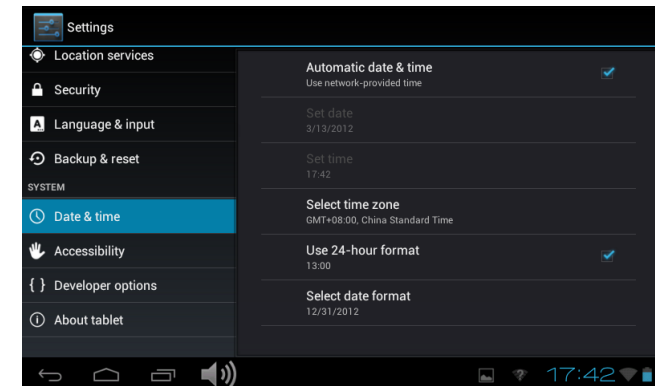 Settings
Location services
Security
Language & input
Backup & reset
SYSTEM
Date & time
Accessibility
{ } Developer options
About tablet
Automatic date & time
Use network-provided time
Set date
3/13/2012
Set time
17:42
Select time zone
GMT+08:00, China Standard Time
Use 24-hour format
13:00
Select date format
12/31/2012
17:42